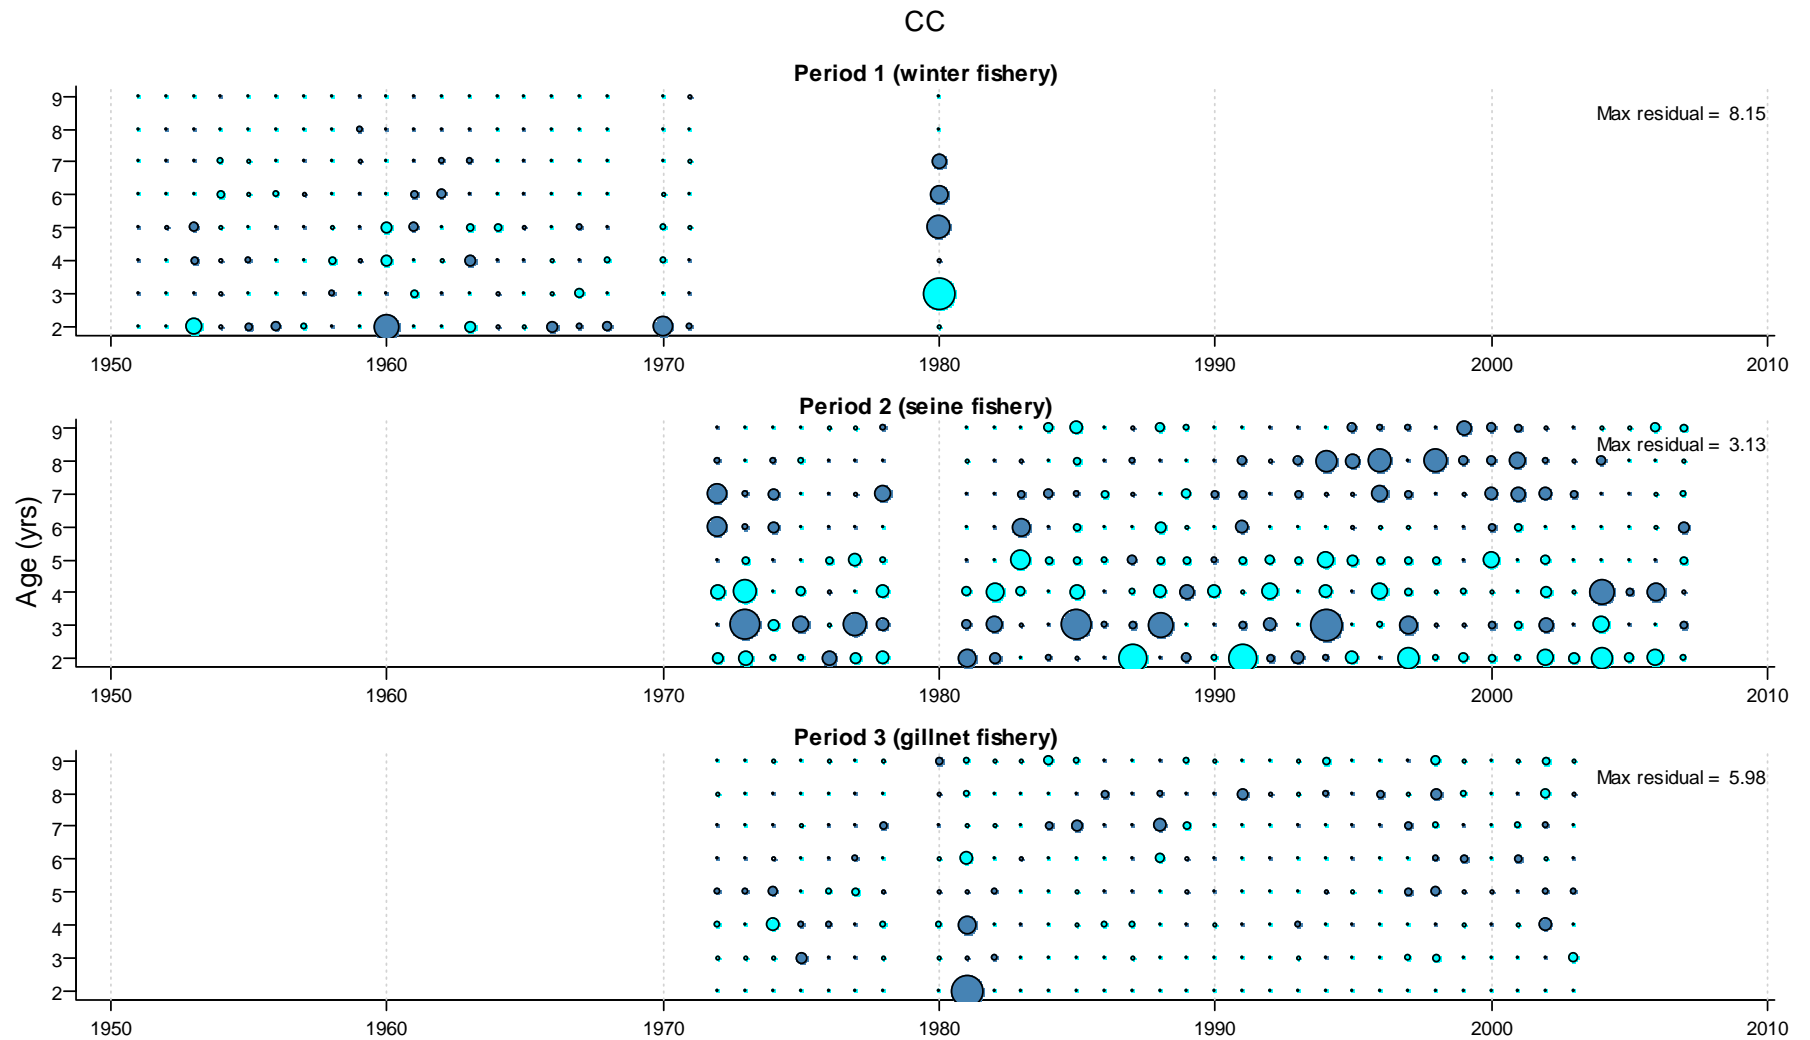 CC
Period 1 (winter fishery)
Max residual = 8.15
9
8
7
6
5
4
3
2
1950 1960 1970 1980 1990 2000 2010
Period 2 (seine fishery)
Max residual = 3.13
Age (yrs)
9
8
7
6
5
4
3
2
1950 1960 1970 1980 1990 2000 2010
Period 3 (gillnet fishery)
Max residual = 5.98
9
8
7
6
5
4
3
2
1950 1960 1970 1980 1990 2000 2010